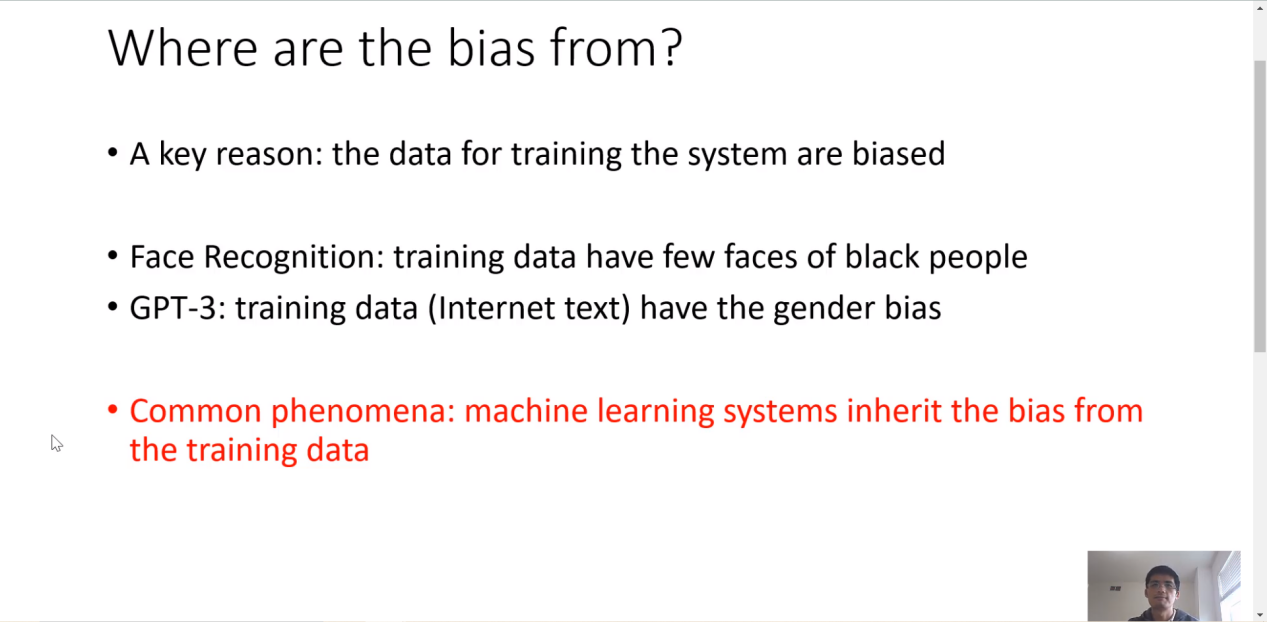 Where are the bias from?
• A key reason: the data for training the system are biased
• Face Recognition: training data have few faces of black people
• GPT-3: training data (Internet text) have the gender bias
• Common phenomena: machine learning systems inherit the bias from
the training data